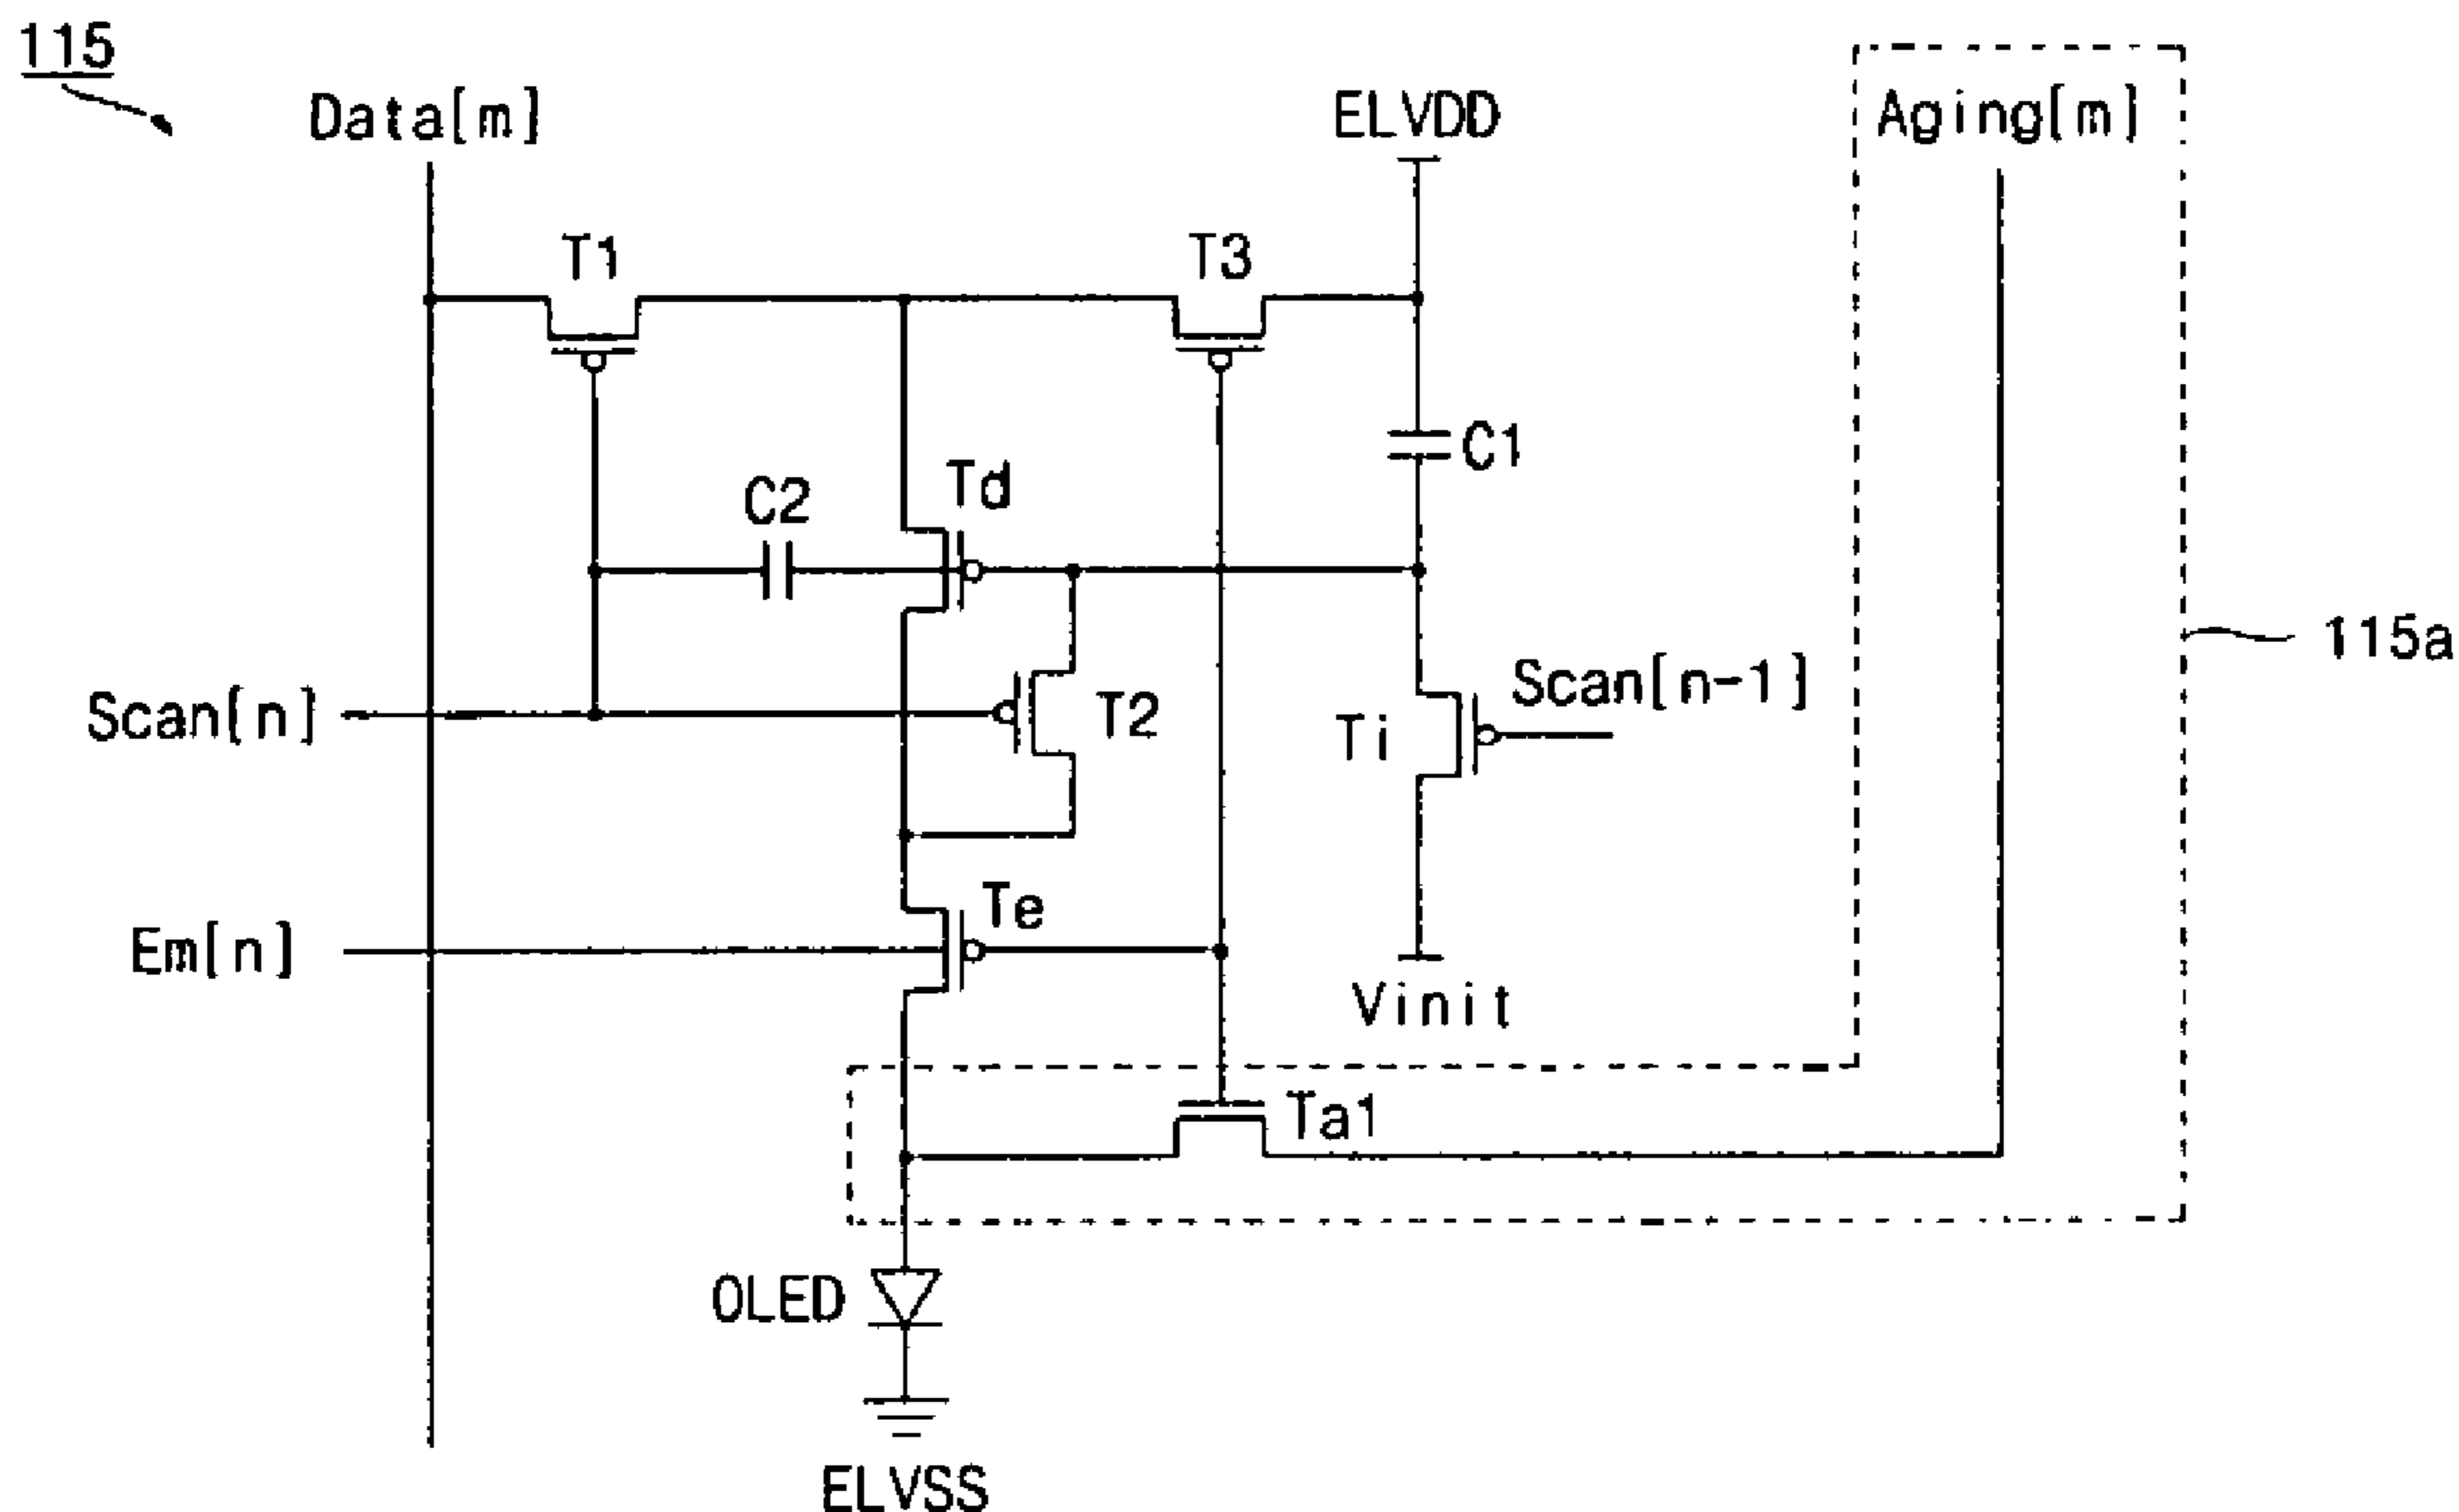 115
Data[m]
ELVDD
Aging[m]
T1
T3
C1
Td
C2
115a
Scan[n-1]
Scan[n]
T2
Ti
Te
Em[n]
Vinit
Ta1
OLED
ELVSS